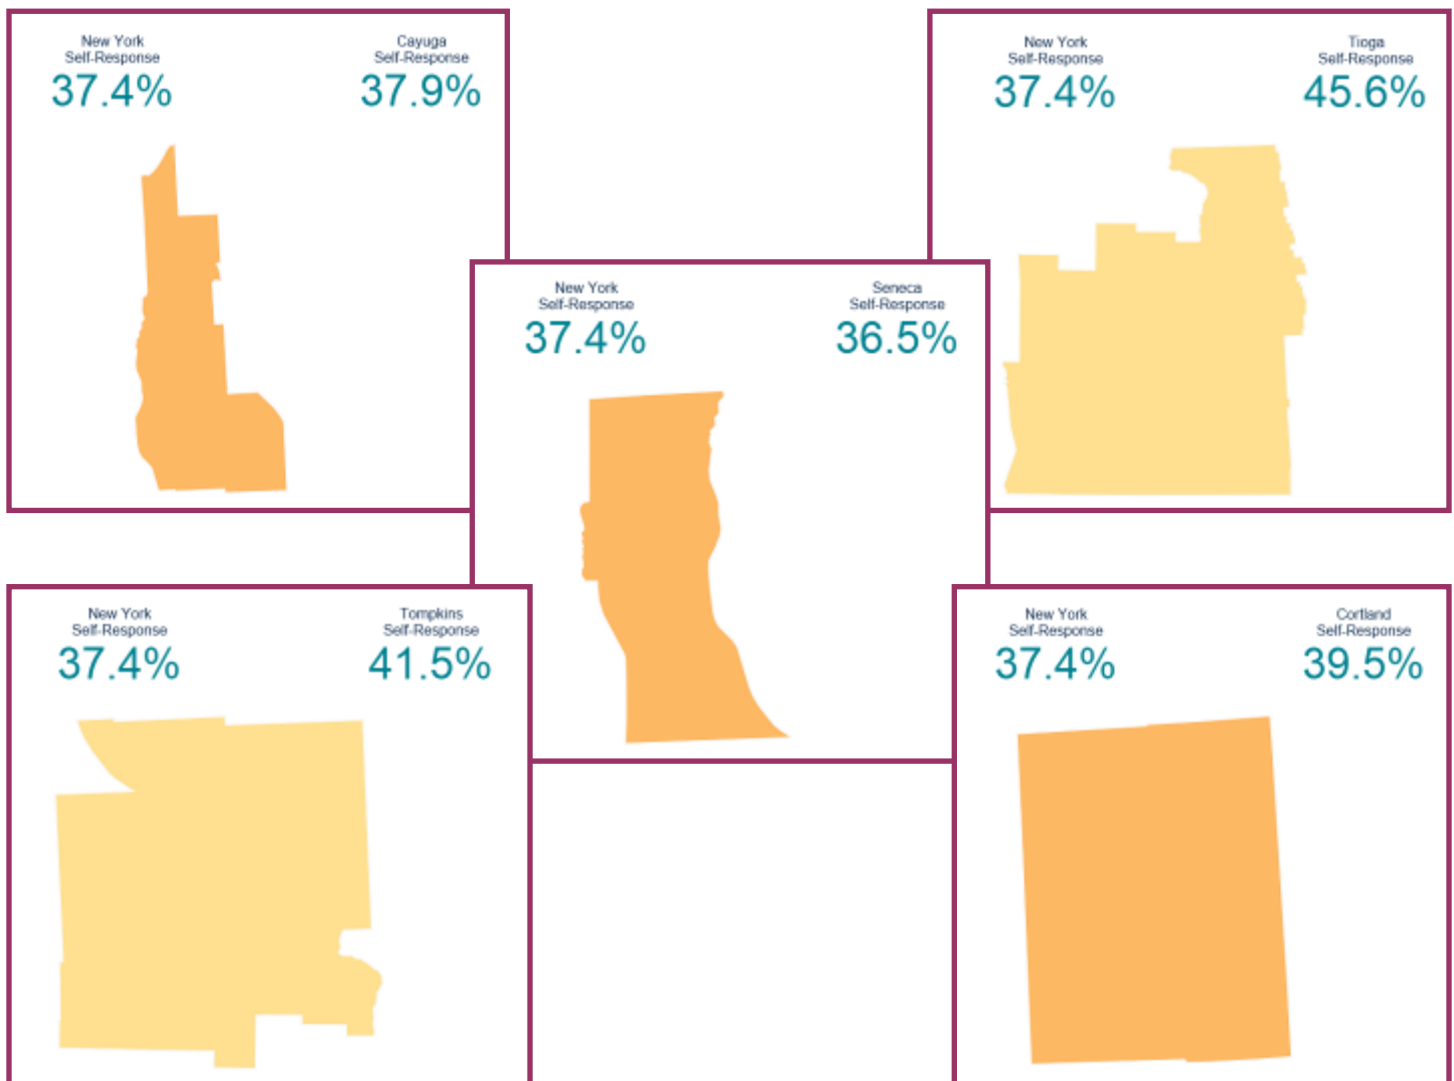 New York
Self-Response
37.4%
Cayuga
Self-Response
37.9%
New York
Self-Response
37.4%
Tioga
Self-Response
45.6%
New York
Self-Response
37.4%
Seneca
Self-Response
36.5%
New York
Self-Response
37.4%
Tompkins
Self-Response
41.5%
New York
Self-Response
37.4%
Cortland
Self-Response
39.5%